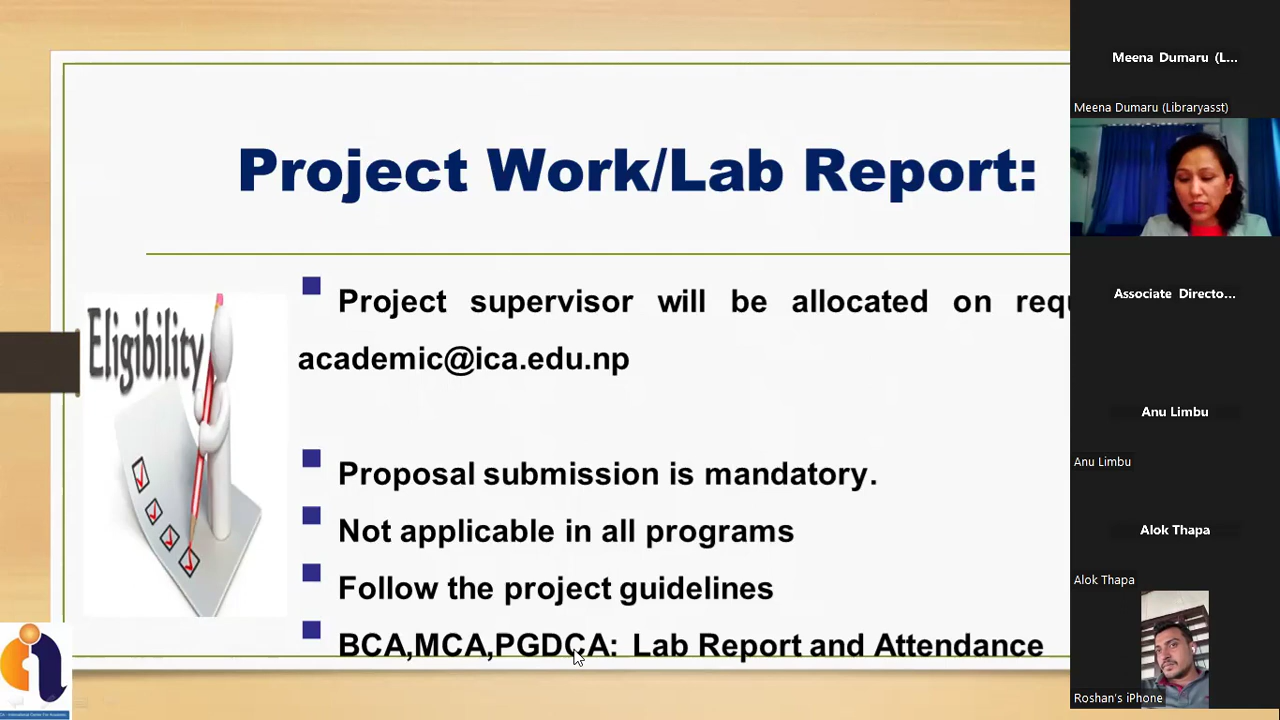 Project Work/Lab Report:
Eligibility
Project supervisor will be allocated on
academic@ica.edu.np
Proposal submission is mandatory.
Not applicable in all programs
Follow the project guidelines
BCA,MCA,PGDCA: Lab Report and Attendance
Meena Dumaru (L...
Meena Dumaru (Libraryasst)
Associate Directo...
Anu Limbu
Anu Limbu
Alok Thapa
Alok Thapa
Roshan's iPhone